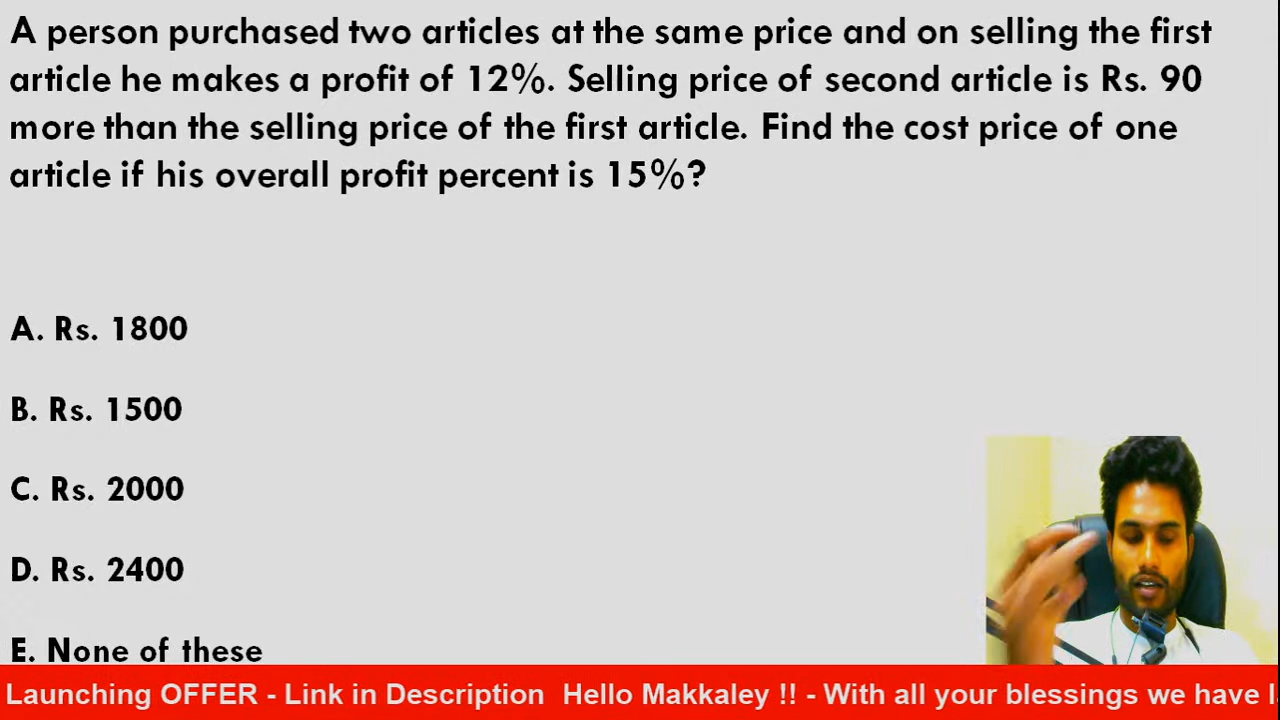 A person purchased two articles at the same price and on selling the first
article he makes a profit of 12%. Selling price of second article is Rs. 90
more than the selling price of the first article. Find the cost price of one
article if his overall profit percent is 15%?
A. Rs. 1800
B. Rs. 1500
C. Rs. 2000
D. Rs. 2400
E. None of these
Launching OFFER - Link in Description Hello Makkaley !! - With all your blessings we have